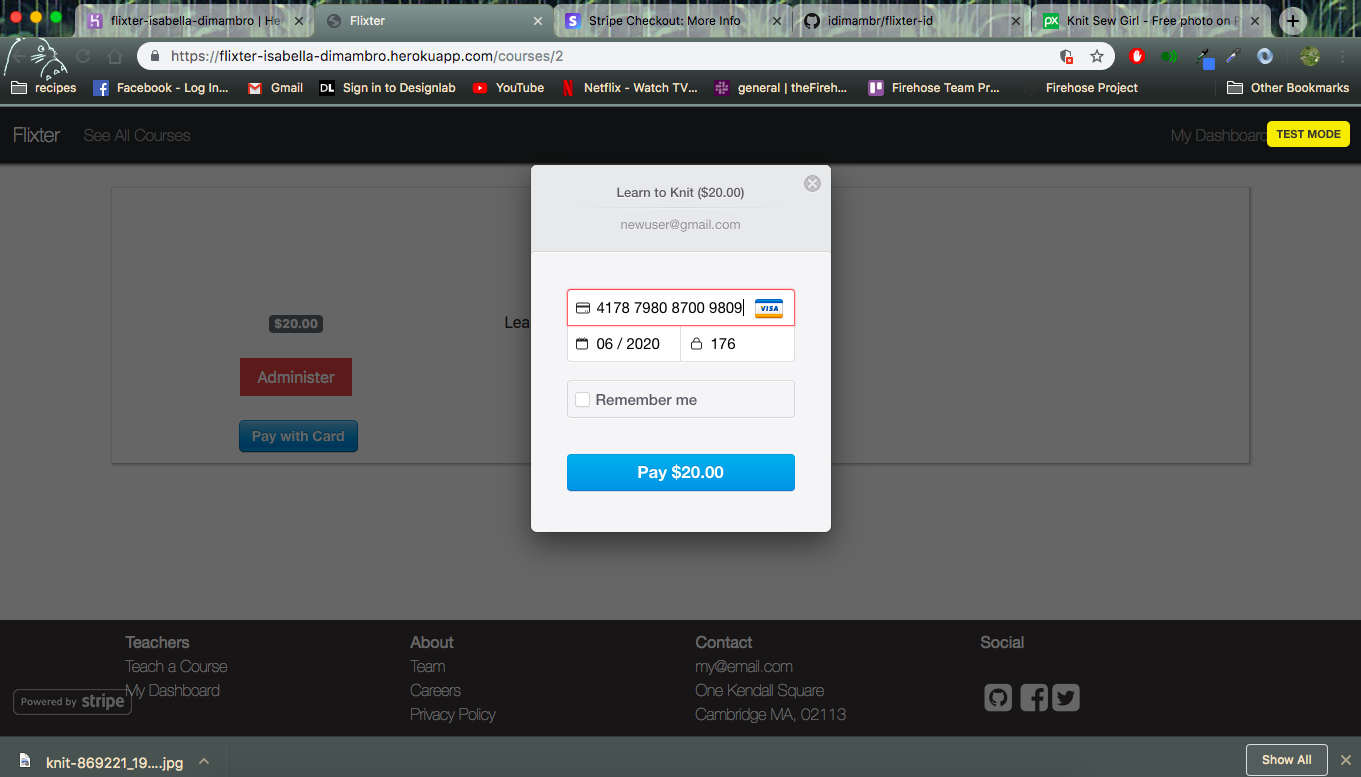 flixter-isabella-dimambro | He
Flixter
Stripe Checkout: More Info
idimambr/flixter-id
Knit Sew Girl - Free photo on P
https://flixter-isabella-dimambro.herokuapp.com/courses/2
recipes
Facebook - Log In...
Gmail
DL Sign in to Designlab
YouTube
Netflix - Watch TV...
general | theFireh...
Firehose Team Pr...
Firehose Project
Other Bookmarks
Flixter
See All Courses
My Dashboard
TEST MODE
Learn to Knit ($20.00)
newuser@gmail.com
4178 7980 8700 9809
VISA
06 / 2020
176
Remember me
Pay $20.00
$20.00
Lea
Administer
Pay with Card
Teachers
Teach a Course
My Dashboard
About
Team
Careers
Privacy Policy
Contact
my@email.com
One Kendall Square
Cambridge MA, 02113
Social
Powered by stripe
knit-869221_19....jpg
Show All